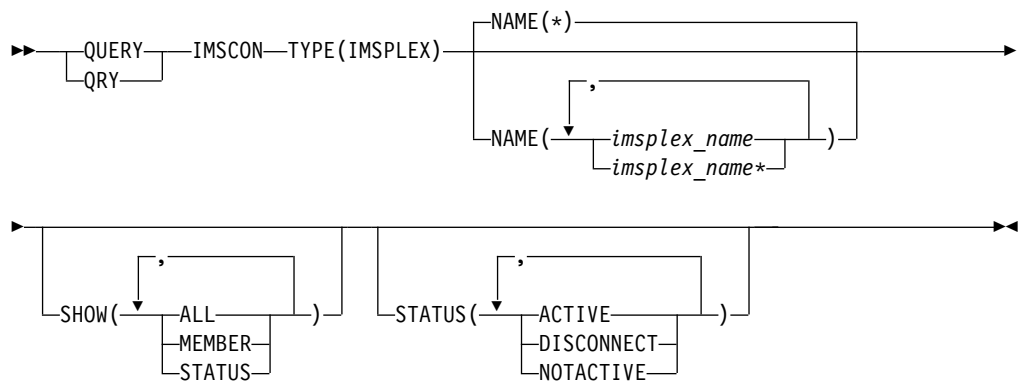 NAME(*)
QUERY IMSCON TYPE(IMSPLEX)
QRY
,
NAME( imsplex_name )
imsplex_name*
, ,
SHOW( ALL ) STATUS( ACTIVE )
MEMBER DISCONNECT
STATUS NOTACTIVE